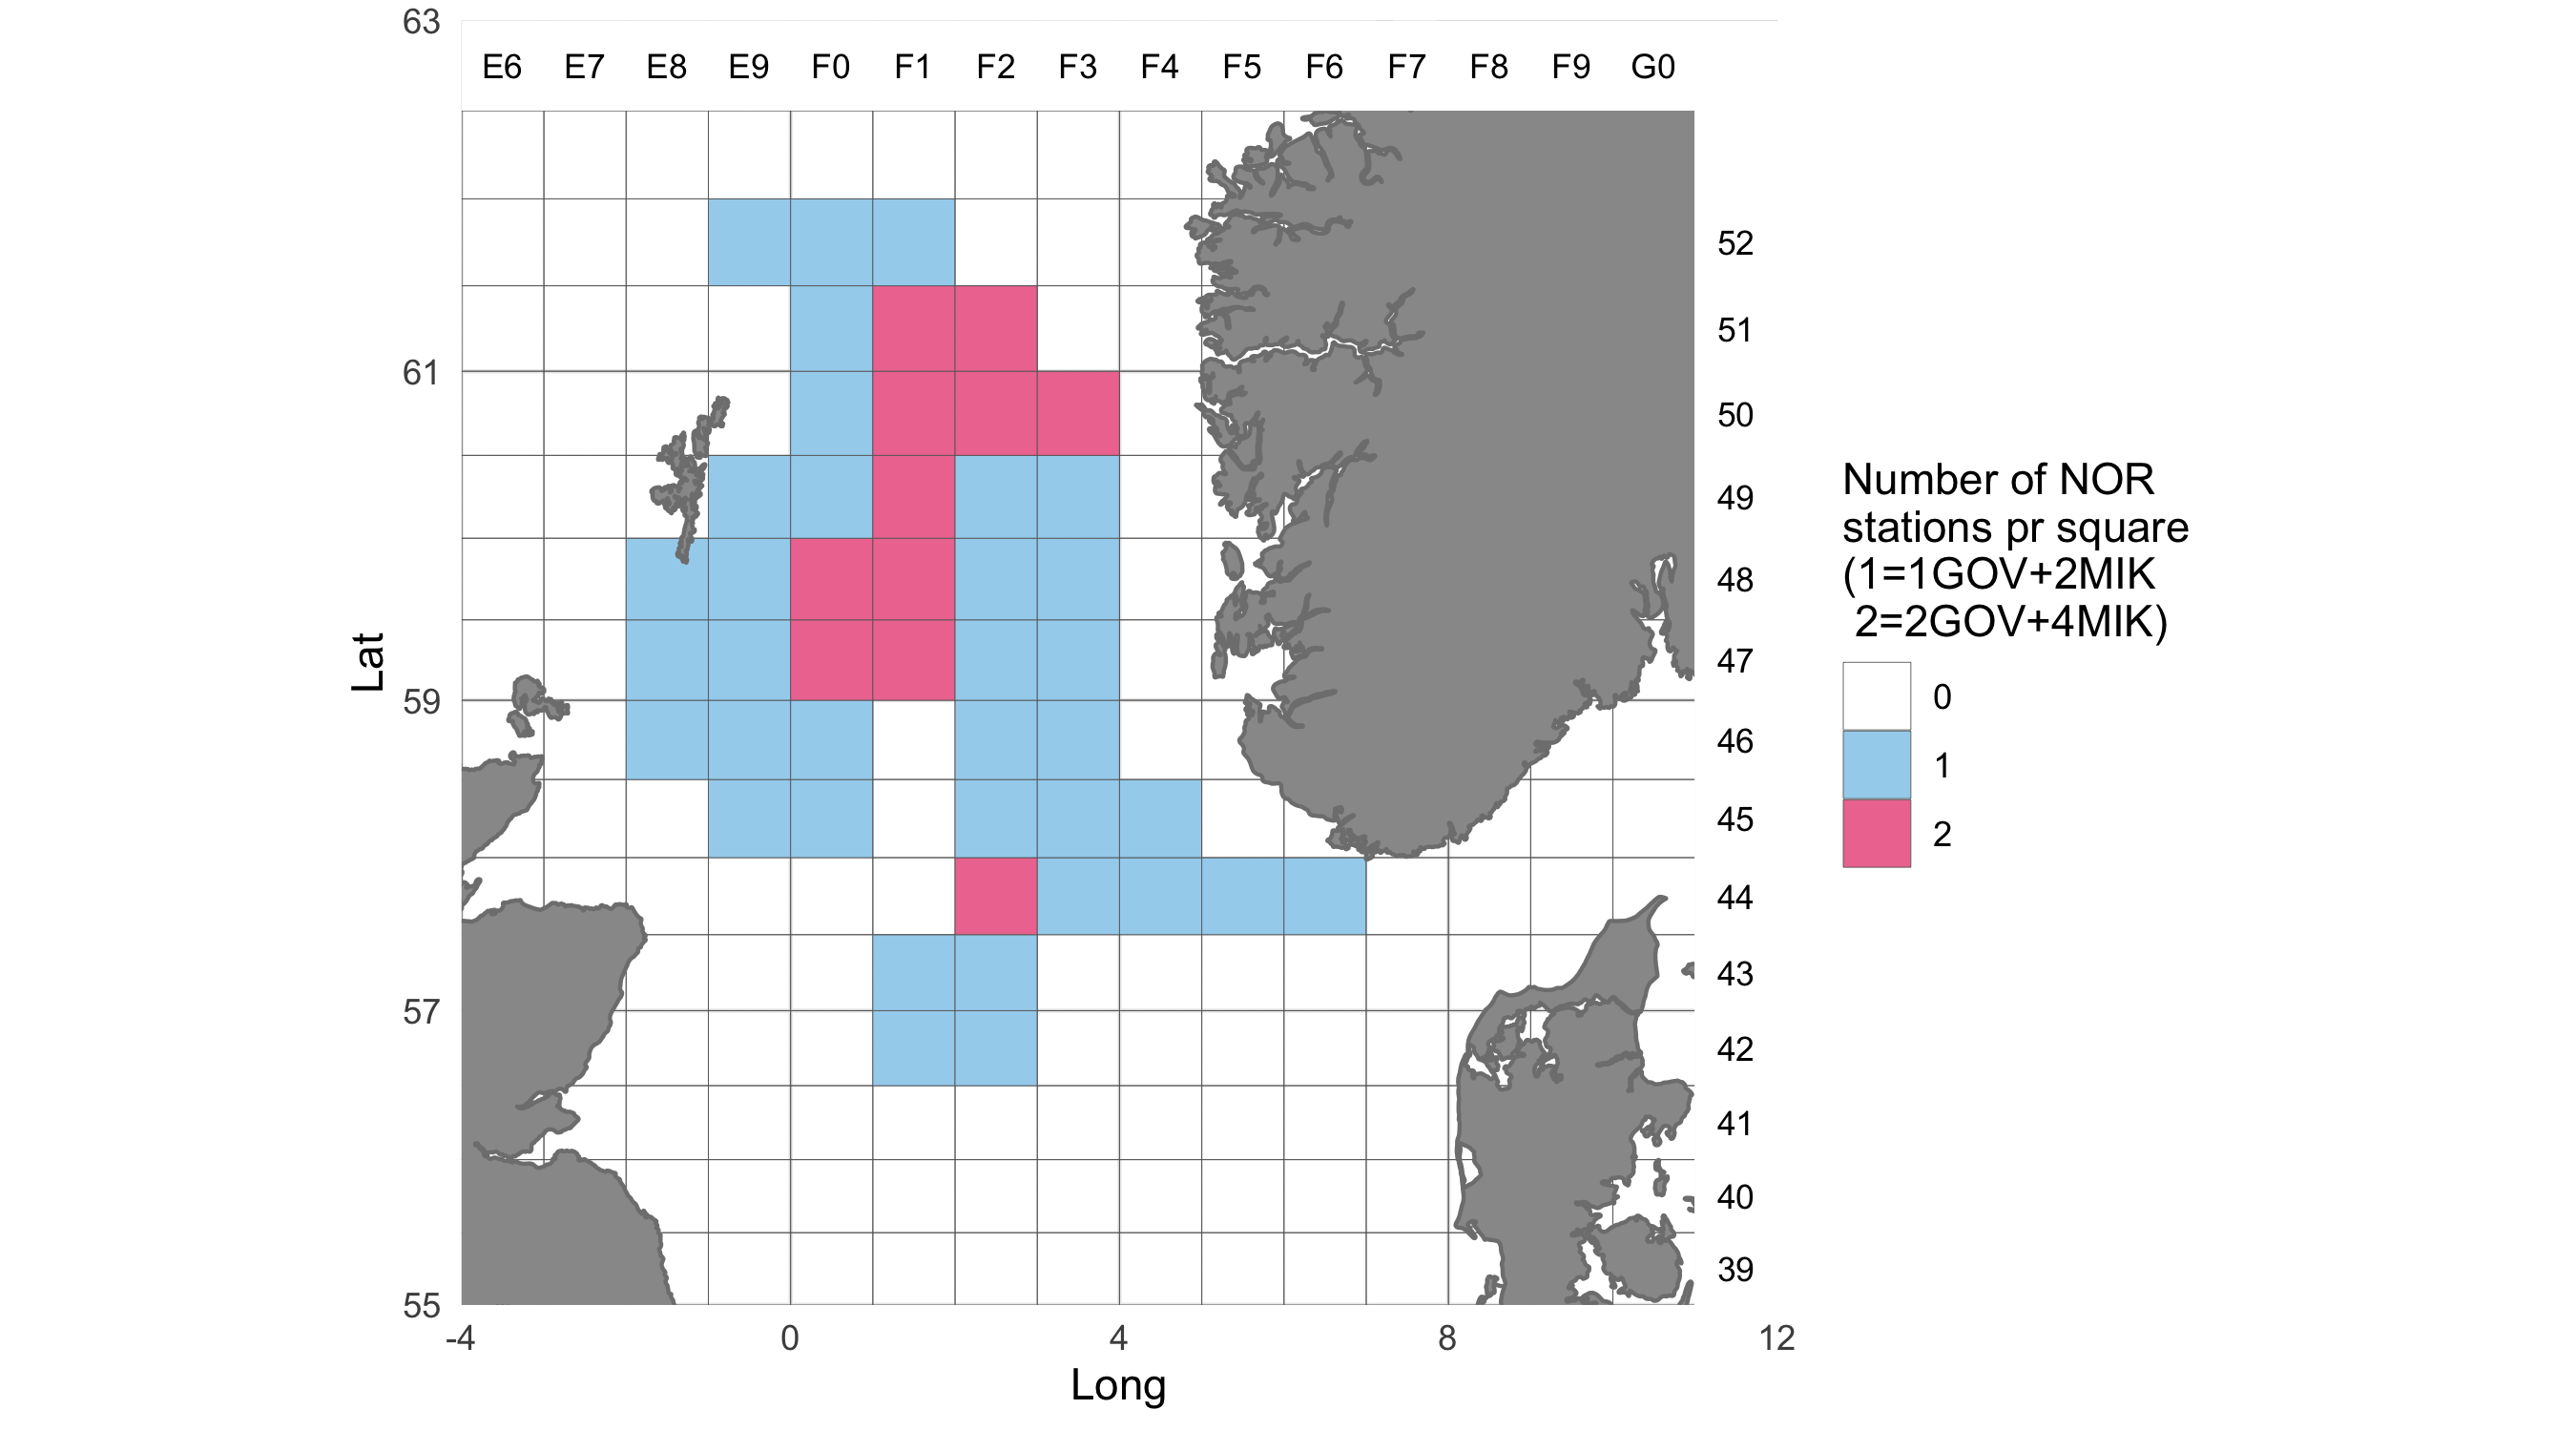 63
E6 E7 E8 E9 F0 F1 F2 F3 F4 F5 F6 F7 F8 F9 G0
52
51
61
50
49
48
47
59
46
45
44
43
57
42
41
40
39
55
-4 0 4 8 12
Long
Lat
Number of NOR
stations pr square
(1=1GOV+2MIK
2=2GOV+4MIK)
0
1
2